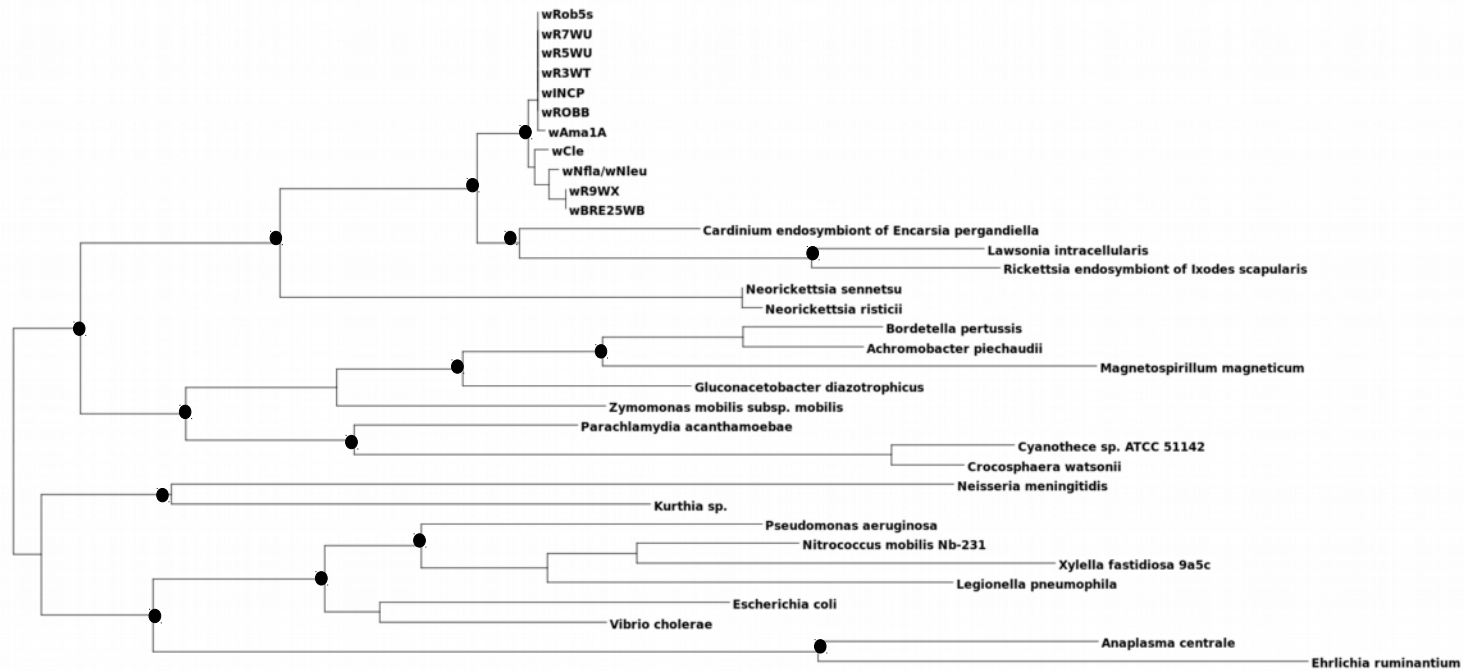 wRob5s
wR7WU
wR5WU
wR3WT
wINCP
wROBB
wAma1A
wCle
wNfla/wNleu
wR9WX
wBRE25WB
Cardinium endosymbiont of Encarsia pergandiella
Lawsonia intracellularis
Rickettsia endosymbiont of Ixodes scapularis
Neorickettsia sennetsu
Neorickettsia risticii
Bordetella pertussis
Achromobacter piechaudii
Magnetospirillum magneticum
Gluconacetobacter diazotrophicus
Zymomonas mobilis subsp. mobilis
Parachlamydia acanthamoebae
Cyanothece sp. ATCC 51142
Crocosphaera watsonii
Neisseria meningitidis
Kurthia sp.
Pseudomonas aeruginosa
Nitrococcus mobilis Nb-231
Xylella fastidiosa 9a5c
Legionella pneumophila
Escherichia coli
Vibrio cholerae
Anaplasma centrale
Ehrlichia ruminantium